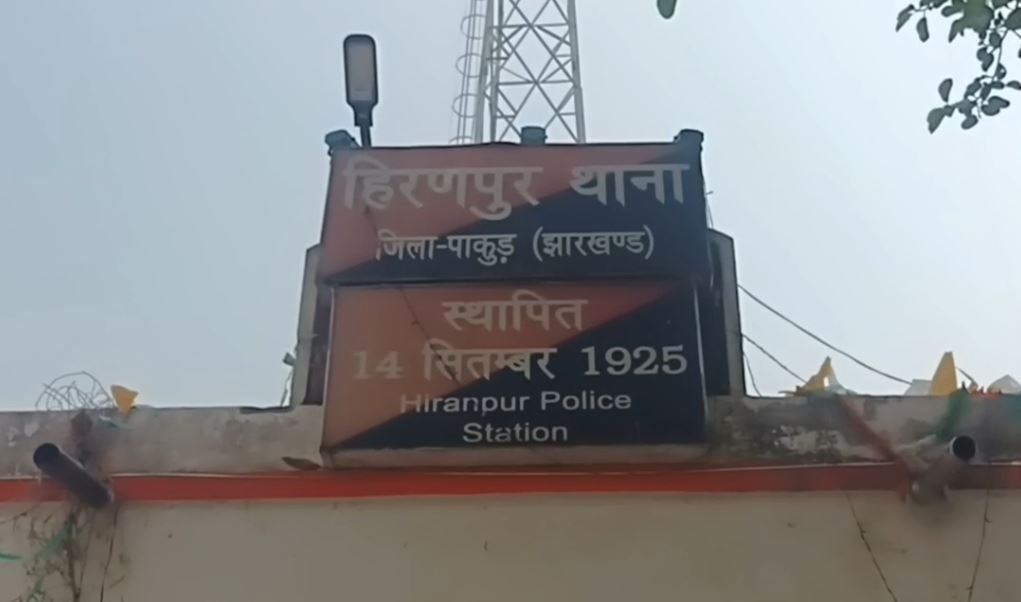 हिरणपुर थाना
जिला-पाकुड़ (झारखण्ड)
स्थापित
14 सितम्बर 1925
Hiranpur Police
Station